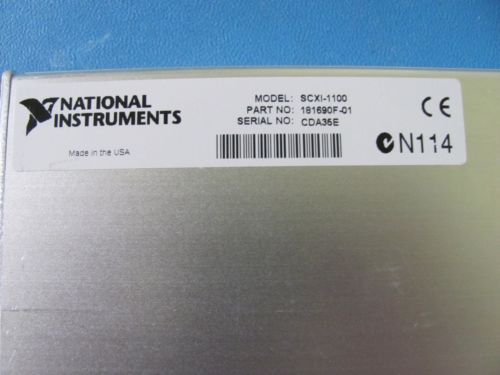 NATIONAL
INSTRUMENTS
Made in the USA
MODEL: SCXI-1100
PART NO: 181690F-01
SERIAL NO: CDA35E
CE
N114